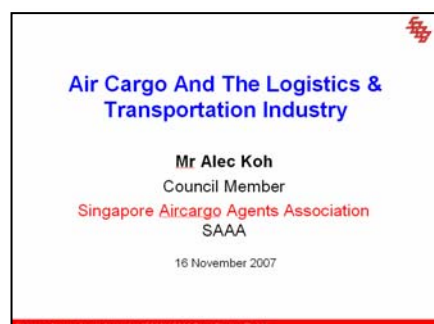 Air Cargo And The Logistics &
Transportation Industry
Mr Alec Koh
Council Member
Singapore Aircargo Agents Association
SAAA
16 November 2007